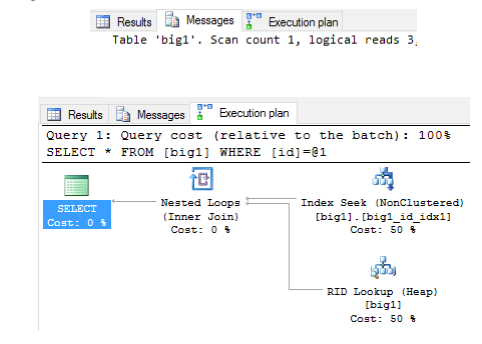 Results Messages Execution plan
Table 'big1'. Scan count 1, logical reads 3,
Results Messages Execution plan
Query 1: Query cost (relative to the batch): 100%
SELECT * FROM [big1] WHERE [id]=@1
SELECT
Cost: 0 %
Nested Loops
(Inner Join)
Cost: 0 %
Index Seek (NonClustered)
[big1].[big1_id_idx1]
Cost: 50 %
RID Lookup (Heap)
[big1]
Cost: 50 %